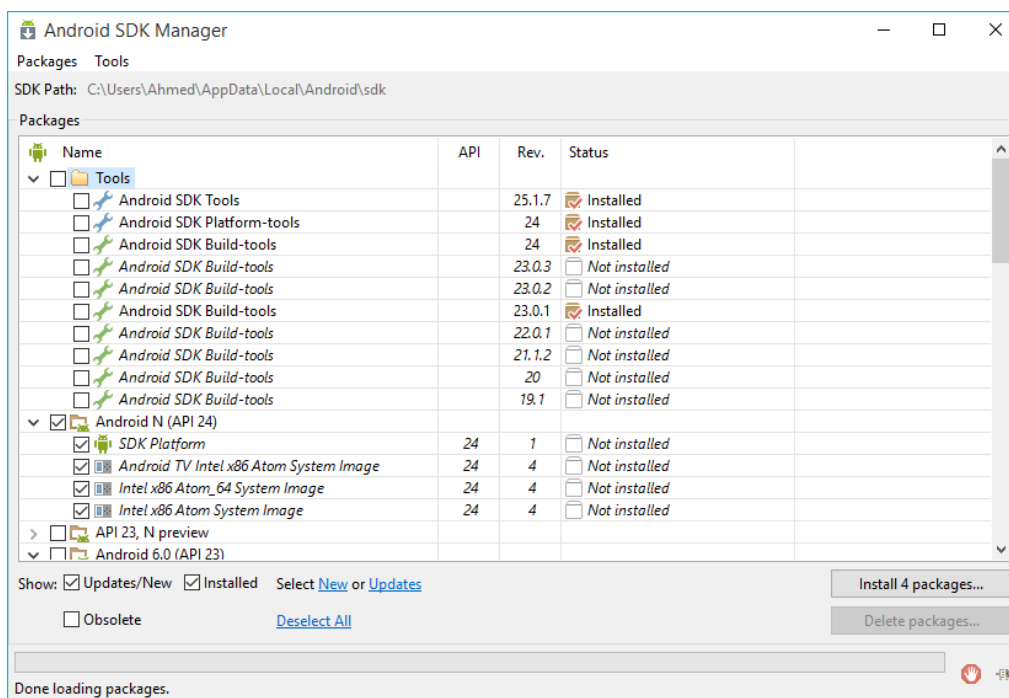 Android SDK Manager
Packages Tools
SDK Path: C:\Users\Ahmed\AppData\Local\Android\sdk
Packages
Name API Rev. Status
Tools
Android SDK Tools 25.1.7 Installed
Android SDK Platform-tools 24 Installed
Android SDK Build-tools 24 Installed
Android SDK Build-tools 23.0.3 Not installed
Android SDK Build-tools 23.0.2 Not installed
Android SDK Build-tools 23.0.1 Installed
Android SDK Build-tools 22.0.1 Not installed
Android SDK Build-tools 21.1.2 Not installed
Android SDK Build-tools 20 Not installed
Android SDK Build-tools 19.1 Not installed
Android N (API 24)
SDK Platform 24 1 Not installed
Android TV Intel x86 Atom System Image 24 4 Not installed
Intel x86 Atom_64 System Image 24 4 Not installed
Intel x86 Atom System Image 24 4 Not installed
API 23, N preview
Android 6.0 (API 23)
Show: Updates/New Installed Select New or Updates Install 4 packages...
Obsolete Deselect All Delete packages...
Done loading packages.